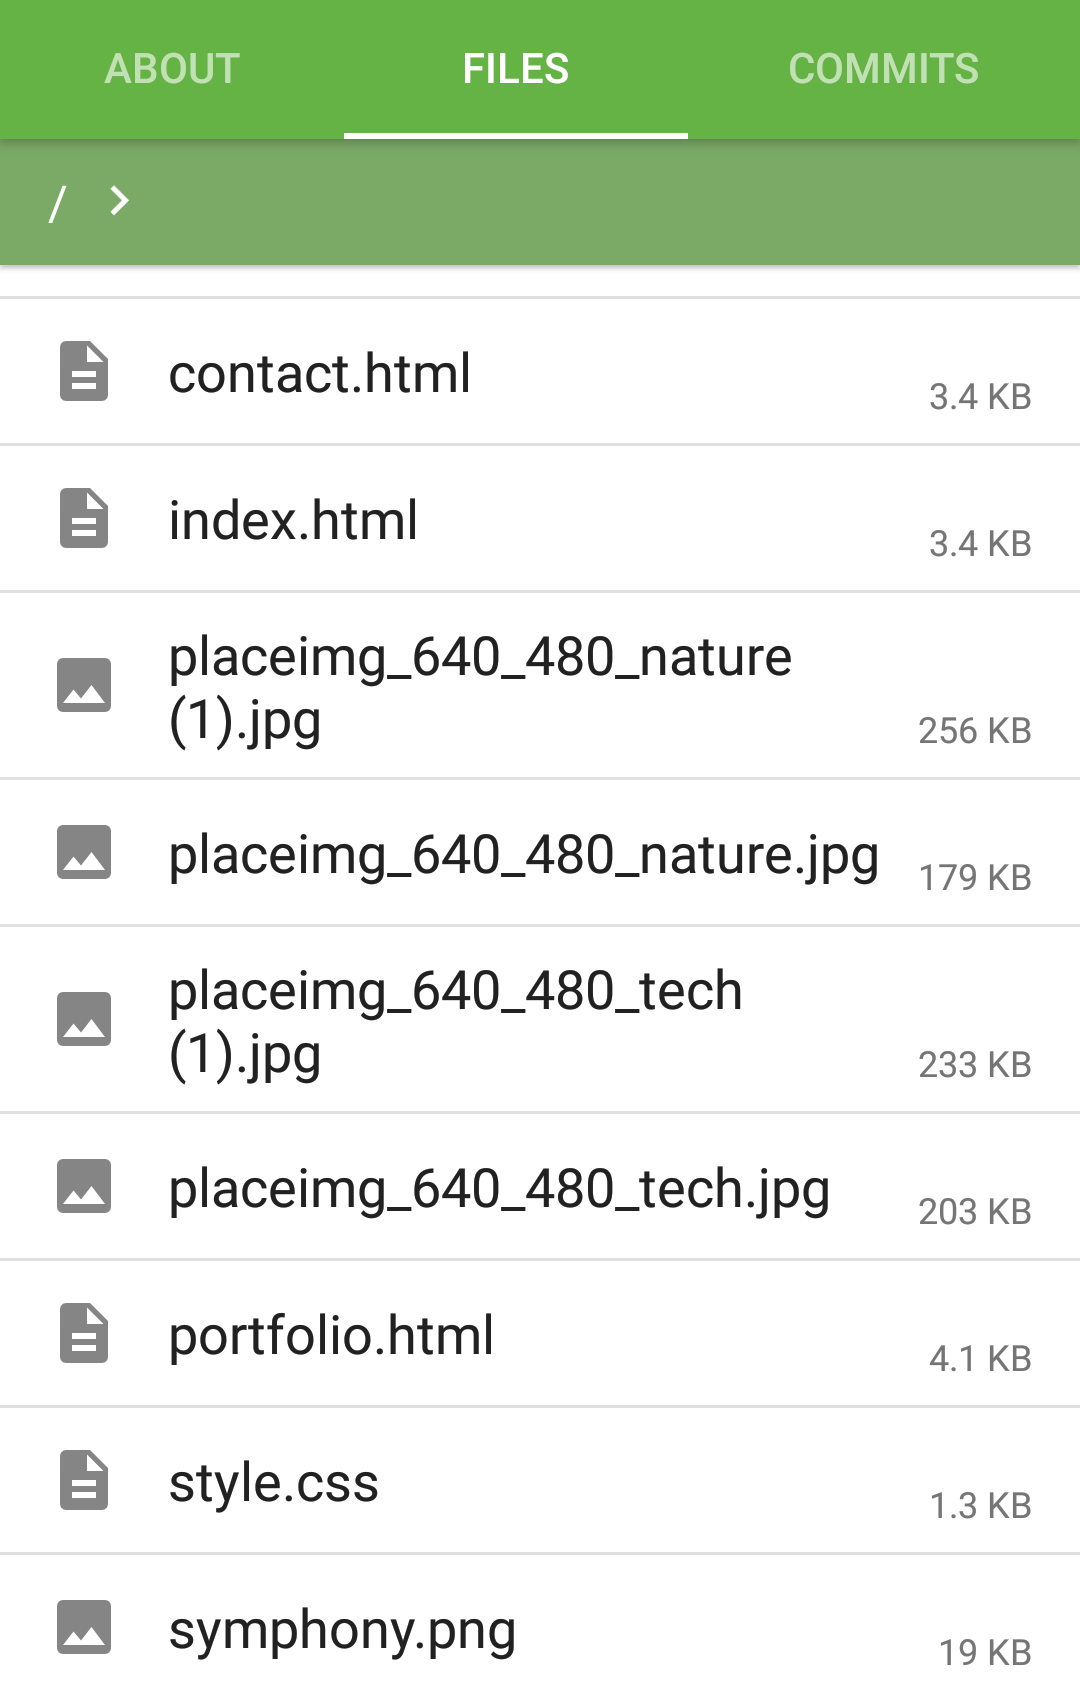 ABOUT FILES COMMITS
/ >
contact.html 3.4 KB
index.html 3.4 KB
placeimg_640_480_nature
(1).jpg 256 KB
placeimg_640_480_nature.jpg 179 KB
placeimg_640_480_tech
(1).jpg 233 KB
placeimg_640_480_tech.jpg 203 KB
portfolio.html 4.1 KB
style.css 1.3 KB
symphony.png 19 KB